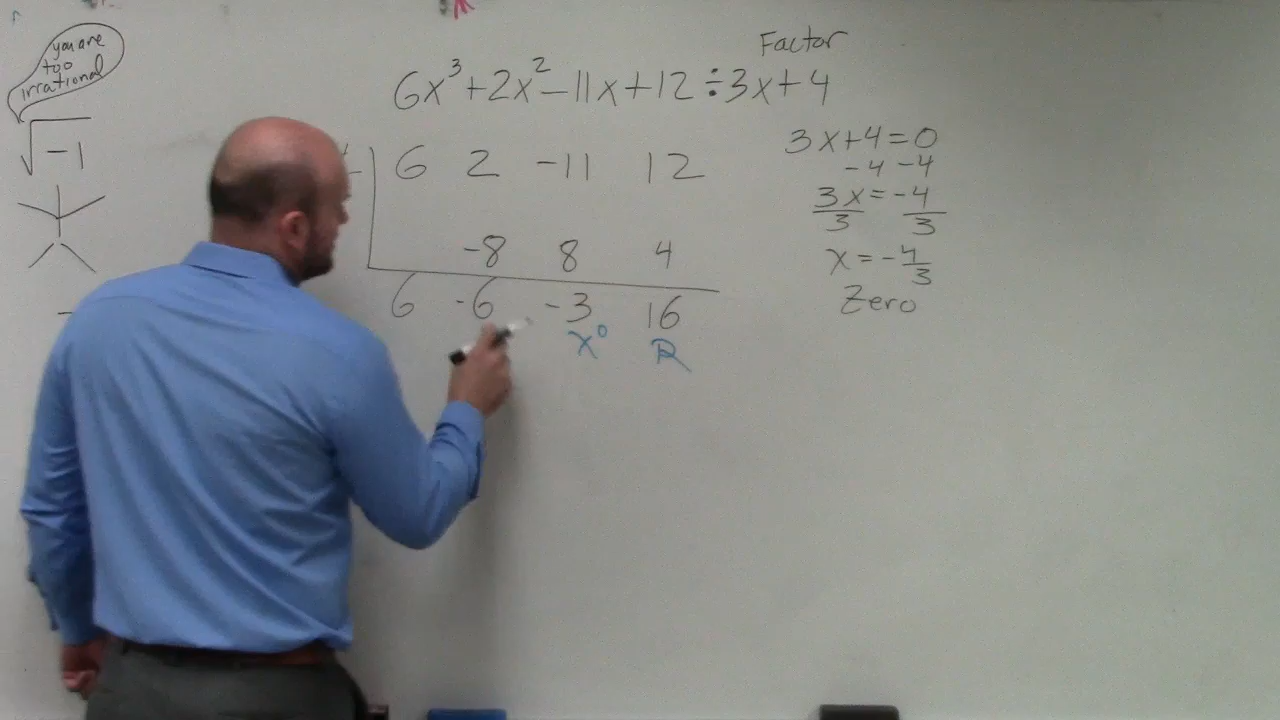 you are
too
irrational
√-1
Factor
6x³+2x²-11x+12÷3x+4
6 2 -11 12
-8 8 4
6 -6 -3 16
x⁰ R
3x+4=0
-4 -4
3x=-4
3 3
x=-4/3
Zero